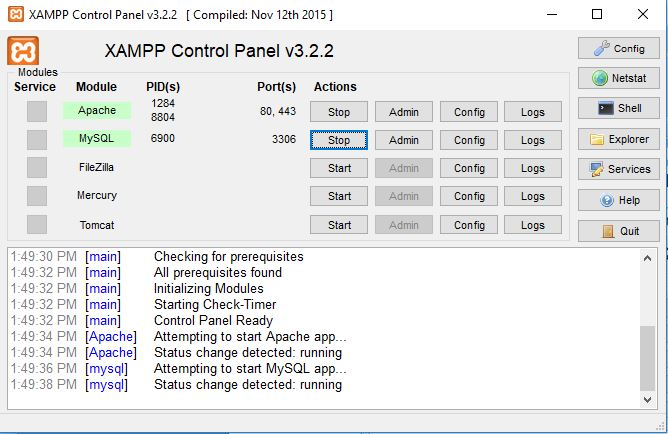 XAMPP Control Panel v3.2.2 [ Compiled: Nov 12th 2015 ]
XAMPP Control Panel v3.2.2
Config
Modules
Service Module PID(s) Port(s) Actions
Netstat
Apache 1284 8804 80, 443 Stop Admin Config Logs
Shell
MySQL 6900 3306 Stop Admin Config Logs
Explorer
FileZilla Start Admin Config Logs
Services
Mercury Start Admin Config Logs
Help
Tomcat Start Admin Config Logs
Quit
1:49:30 PM [main] Checking for prerequisites
1:49:32 PM [main] All prerequisites found
1:49:32 PM [main] Initializing Modules
1:49:32 PM [main] Starting Check-Timer
1:49:32 PM [main] Control Panel Ready
1:49:34 PM [Apache] Attempting to start Apache app...
1:49:34 PM [Apache] Status change detected: running
1:49:36 PM [mysql] Attempting to start MySQL app...
1:49:38 PM [mysql] Status change detected: running